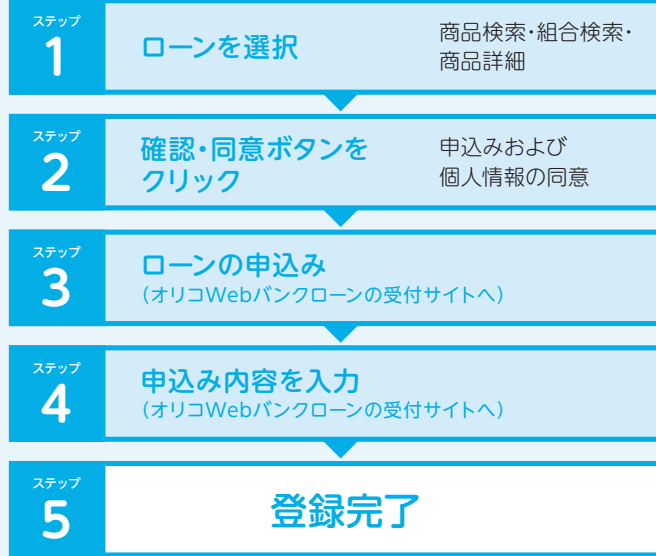 ステップ
1
ローンを選択
商品検索・組合検索・
商品詳細
ステップ
2
確認・同意ボタンを
クリック
申込みおよび
個人情報の同意
ステップ
3
ローンの申込み
（オリコWebバンクローンの受付サイトへ）
ステップ
4
申込み内容を入力
（オリコWebバンクローンの受付サイトへ）
ステップ
5
登録完了